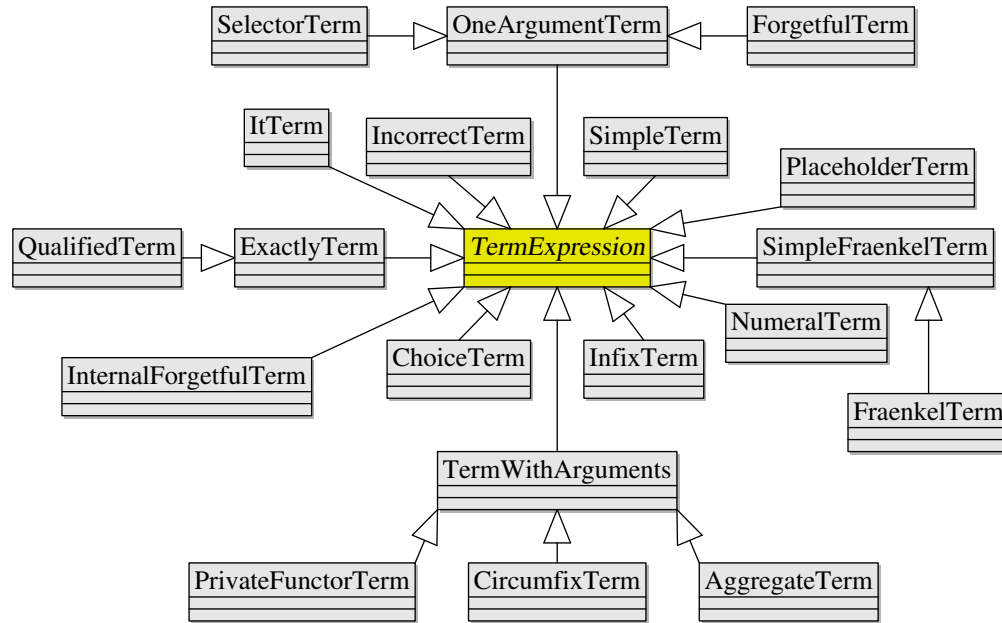 SelectorTerm
OneArgumentTerm
ForgetfulTerm
ItTerm
IncorrectTerm
SimpleTerm
PlaceholderTerm
QualifiedTerm
ExactlyTerm
TermExpression
SimpleFraenkelTerm
InternalForgetfulTerm
ChoiceTerm
InfixTerm
NumeralTerm
FraenkelTerm
TermWithArguments
PrivateFunctorTerm
CircumfixTerm
AggregateTerm